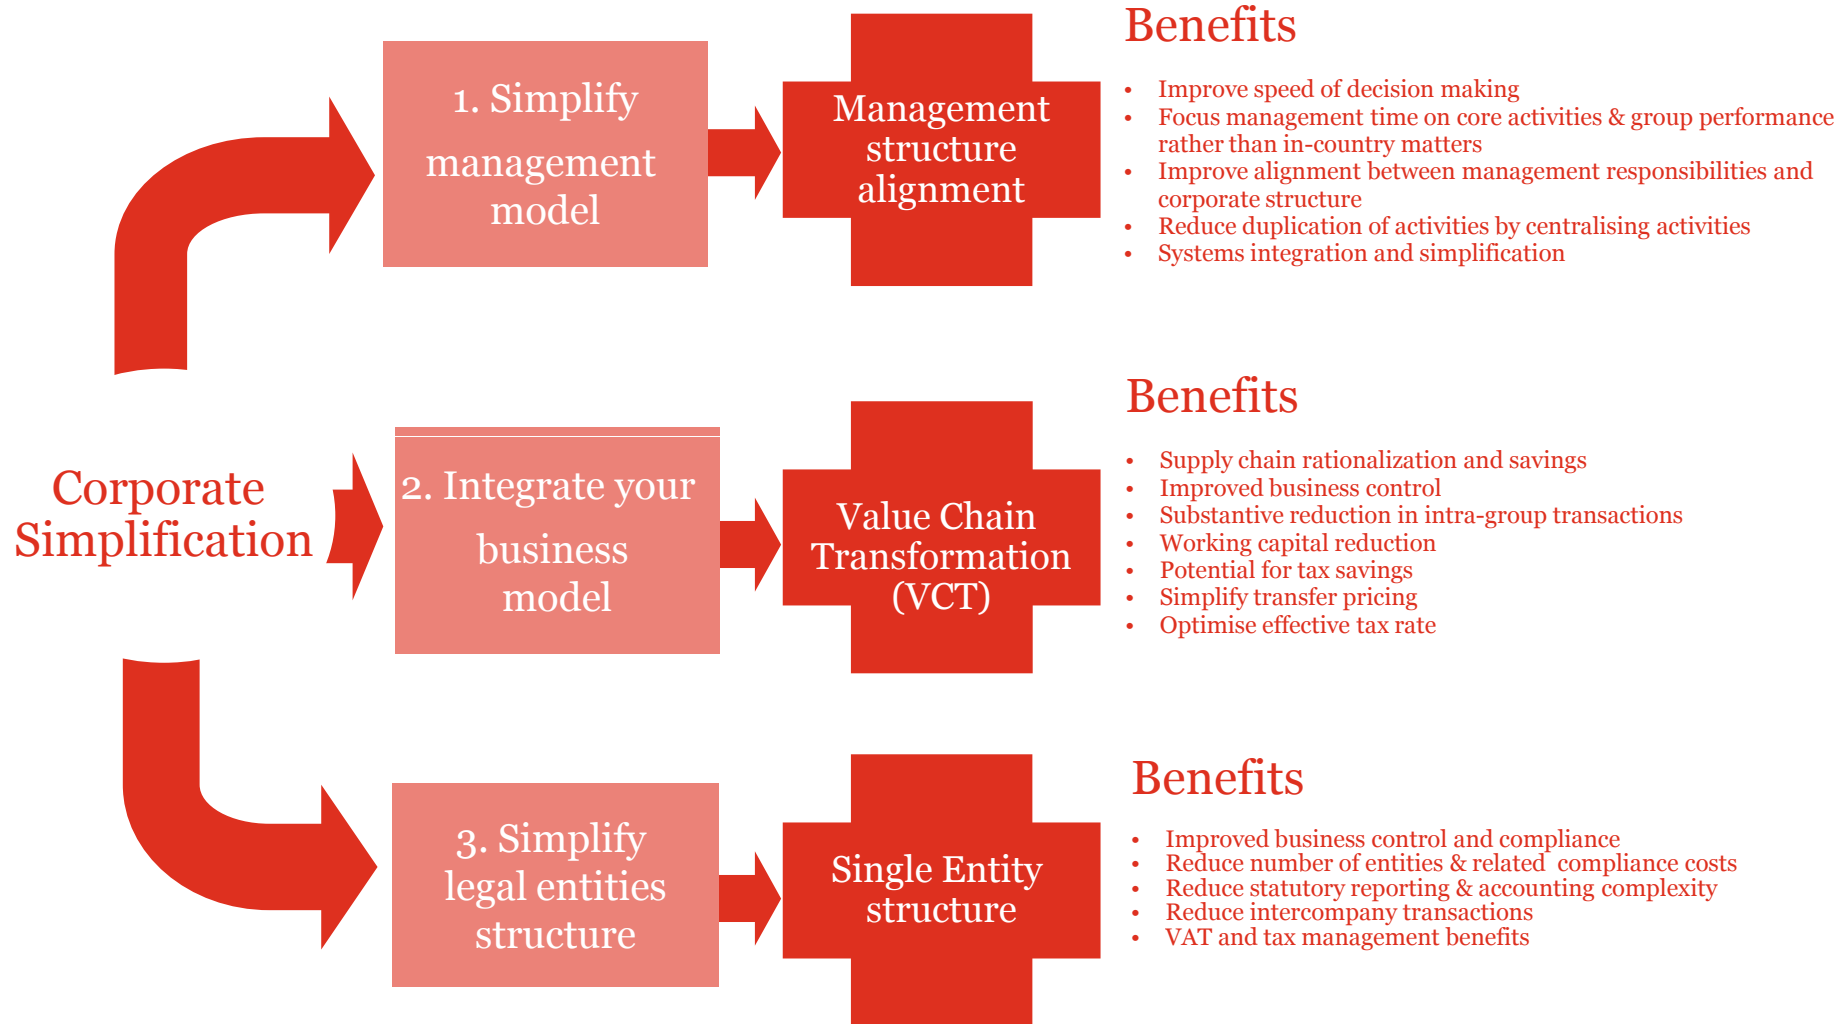 Corporate
Simplification
1. Simplify
management
model
Management
structure
alignment
Benefits
• Improve speed of decision making
• Focus management time on core activities & group performance
rather than in-country matters
• Improve alignment between management responsibilities and
corporate structure
• Reduce duplication of activities by centralising activities
• Systems integration and simplification
2. Integrate your
business
model
Value Chain
Transformation
(VCT)
Benefits
• Supply chain rationalization and savings
• Improved business control
• Substantive reduction in intra-group transactions
• Working capital reduction
• Potential for tax savings
• Simplify transfer pricing
• Optimise effective tax rate
3. Simplify
legal entities
structure
Single Entity
structure
Benefits
• Improved business control and compliance
• Reduce number of entities & related compliance costs
• Reduce statutory reporting & accounting complexity
• Reduce intercompany transactions
• VAT and tax management benefits